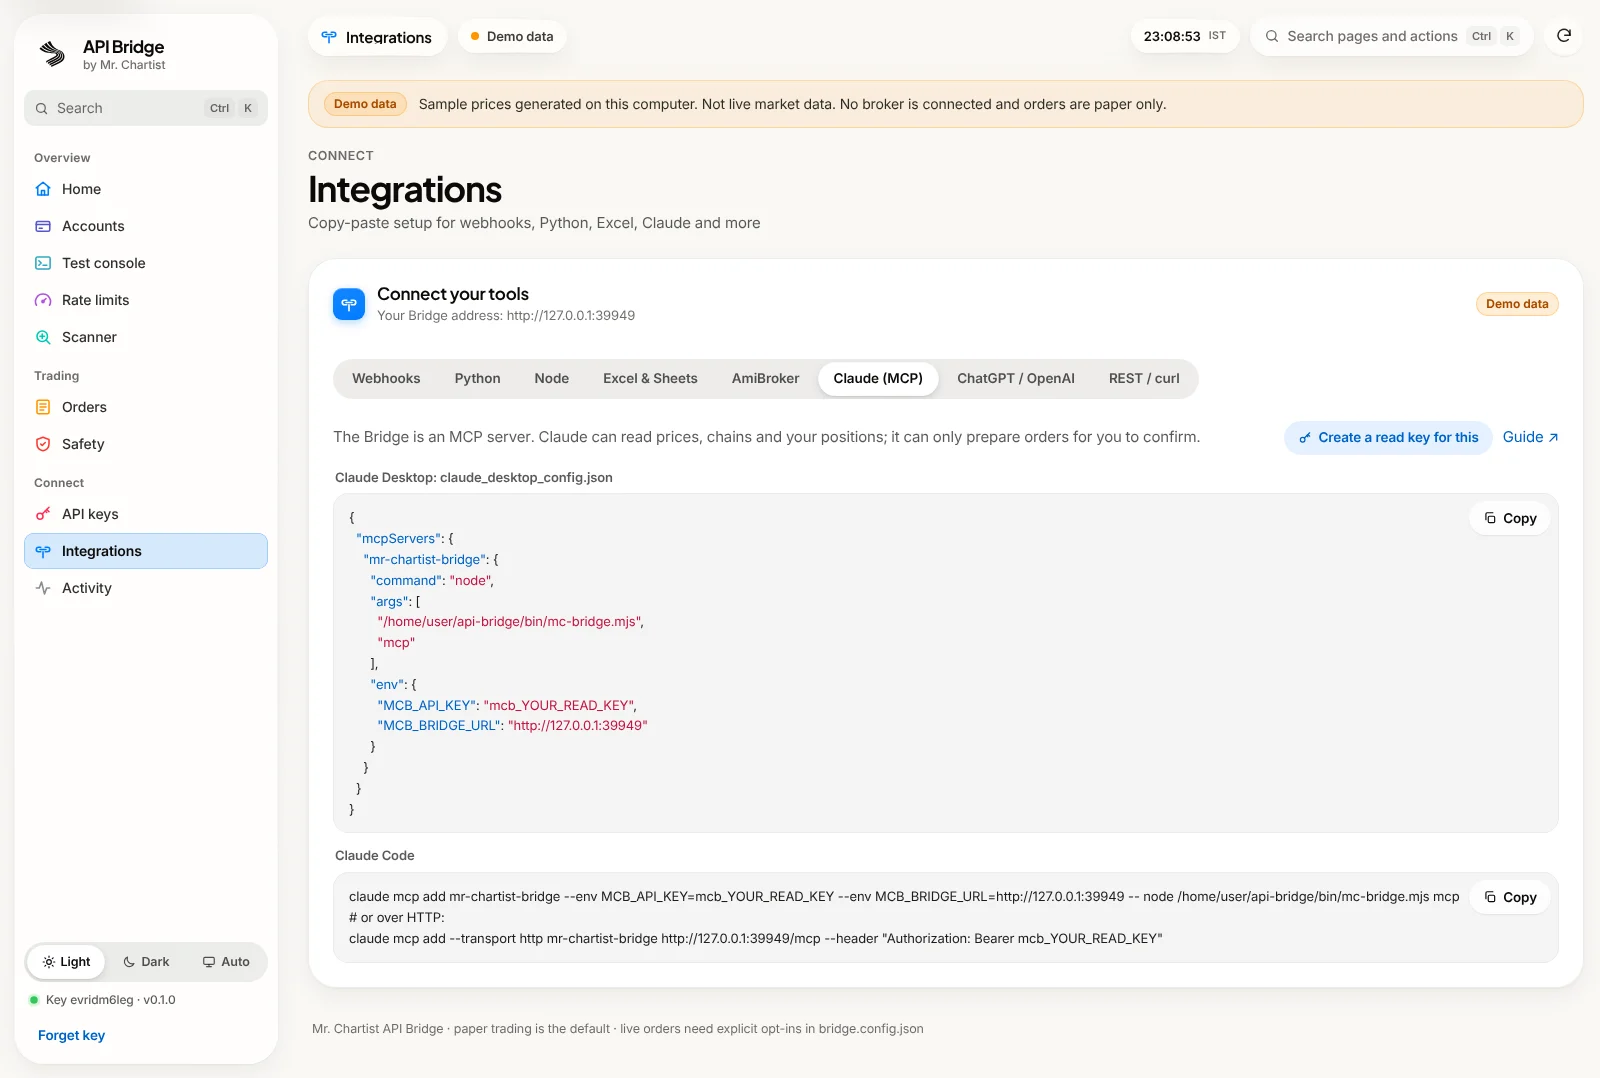 API Bridge
by Mr. Chartist
Search Ctrl K
Overview
Home
Accounts
Test console
Rate limits
Scanner
Trading
Orders
Safety
Connect
API keys
Integrations
Activity
Light Dark Auto
Key evridm6leg · v0.1.0
Forget key
Integrations Demo data
23:08:53 IST Search pages and actions Ctrl K
Demo data Sample prices generated on this computer. Not live market data. No broker is connected and orders are paper only.
CONNECT
Integrations
Copy-paste setup for webhooks, Python, Excel, Claude and more
Connect your tools
Your Bridge address: http://127.0.0.1:39949
Demo data
Webhooks Python Node Excel & Sheets AmiBroker Claude (MCP) ChatGPT / OpenAI REST / curl
The Bridge is an MCP server. Claude can read prices, chains and your positions; it can only prepare orders for you to confirm. Create a read key for this Guide ↗
Claude Desktop: claude_desktop_config.json
Copy
{
"mcpServers": {
"mr-chartist-bridge": {
"command": "node",
"args": [
"/home/user/api-bridge/bin/mc-bridge.mjs",
"mcp"
],
"env": {
"MCB_API_KEY": "mcb_YOUR_READ_KEY",
"MCB_BRIDGE_URL": "http://127.0.0.1:39949"
}
}
}
}
Claude Code
claude mcp add mr-chartist-bridge --env MCB_API_KEY=mcb_YOUR_READ_KEY --env MCB_BRIDGE_URL=http://127.0.0.1:39949 -- node /home/user/api-bridge/bin/mc-bridge.mjs mcp Copy
# or over HTTP:
claude mcp add --transport http mr-chartist-bridge http://127.0.0.1:39949/mcp --header "Authorization: Bearer mcb_YOUR_READ_KEY"
Mr. Chartist API Bridge · paper trading is the default · live orders need explicit opt-ins in bridge.config.json